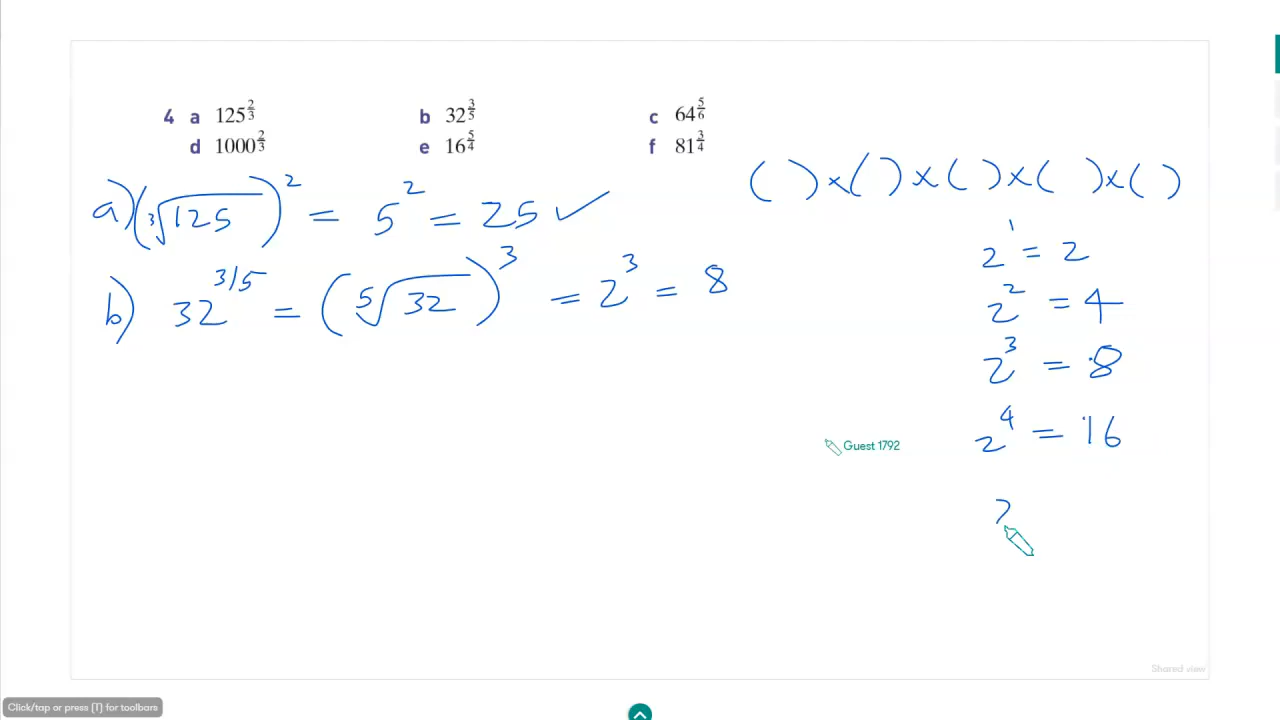 4 a 125^(2/3) b 32^(3/5) c 64^(5/6)
d 1000^(2/3) e 16^(5/4) f 81^(3/4)
( )×( )×( )×( )×( )
a) (∛125)² = 5² = 25 ✓
b) 32^(3/5) = (⁵√32)³ = 2³ = 8
2¹ = 2
2² = 4
2³ = 8
2⁴ = 16
Guest 1792
Shared view
Click/tap or press [T] for toolbars